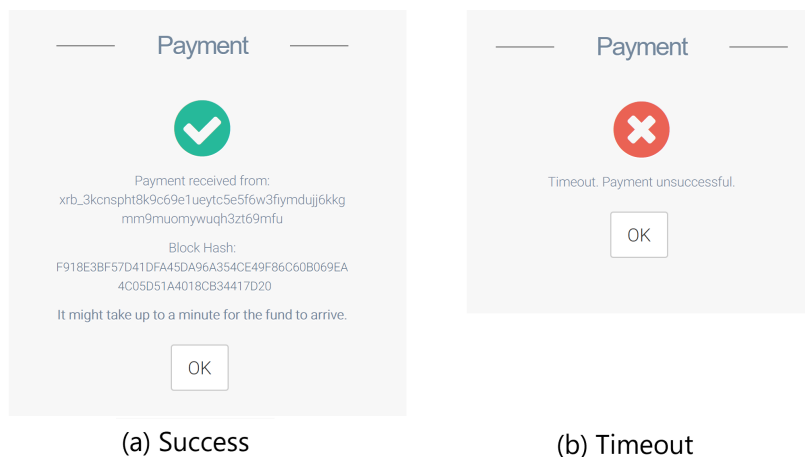 Payment
Payment received from:
xrb_3kcnspht8k9c69e1ueytc5e5f6w3fiymdujj6kkg
mm9muomywuqh3zt69mfu
Block Hash:
F918E3BF57D41DFA45DA96A354CE49F86C60B069EA
4C05D51A4018CB34417D20
It might take up to a minute for the fund to arrive.
OK
(a) Success
Payment
Timeout. Payment unsuccessful.
OK
(b) Timeout